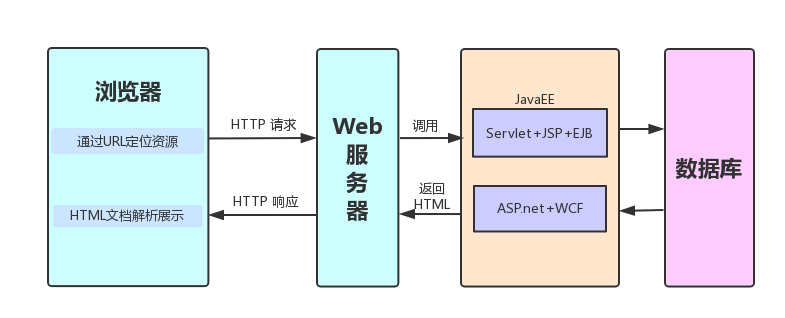 浏览器
通过URL定位资源
HTML文档解析展示
HTTP 请求
HTTP 响应
Web
服
务
器
调用
返回
HTML
JavaEE
Servlet+JSP+EJB
ASP.net+WCF
数据库